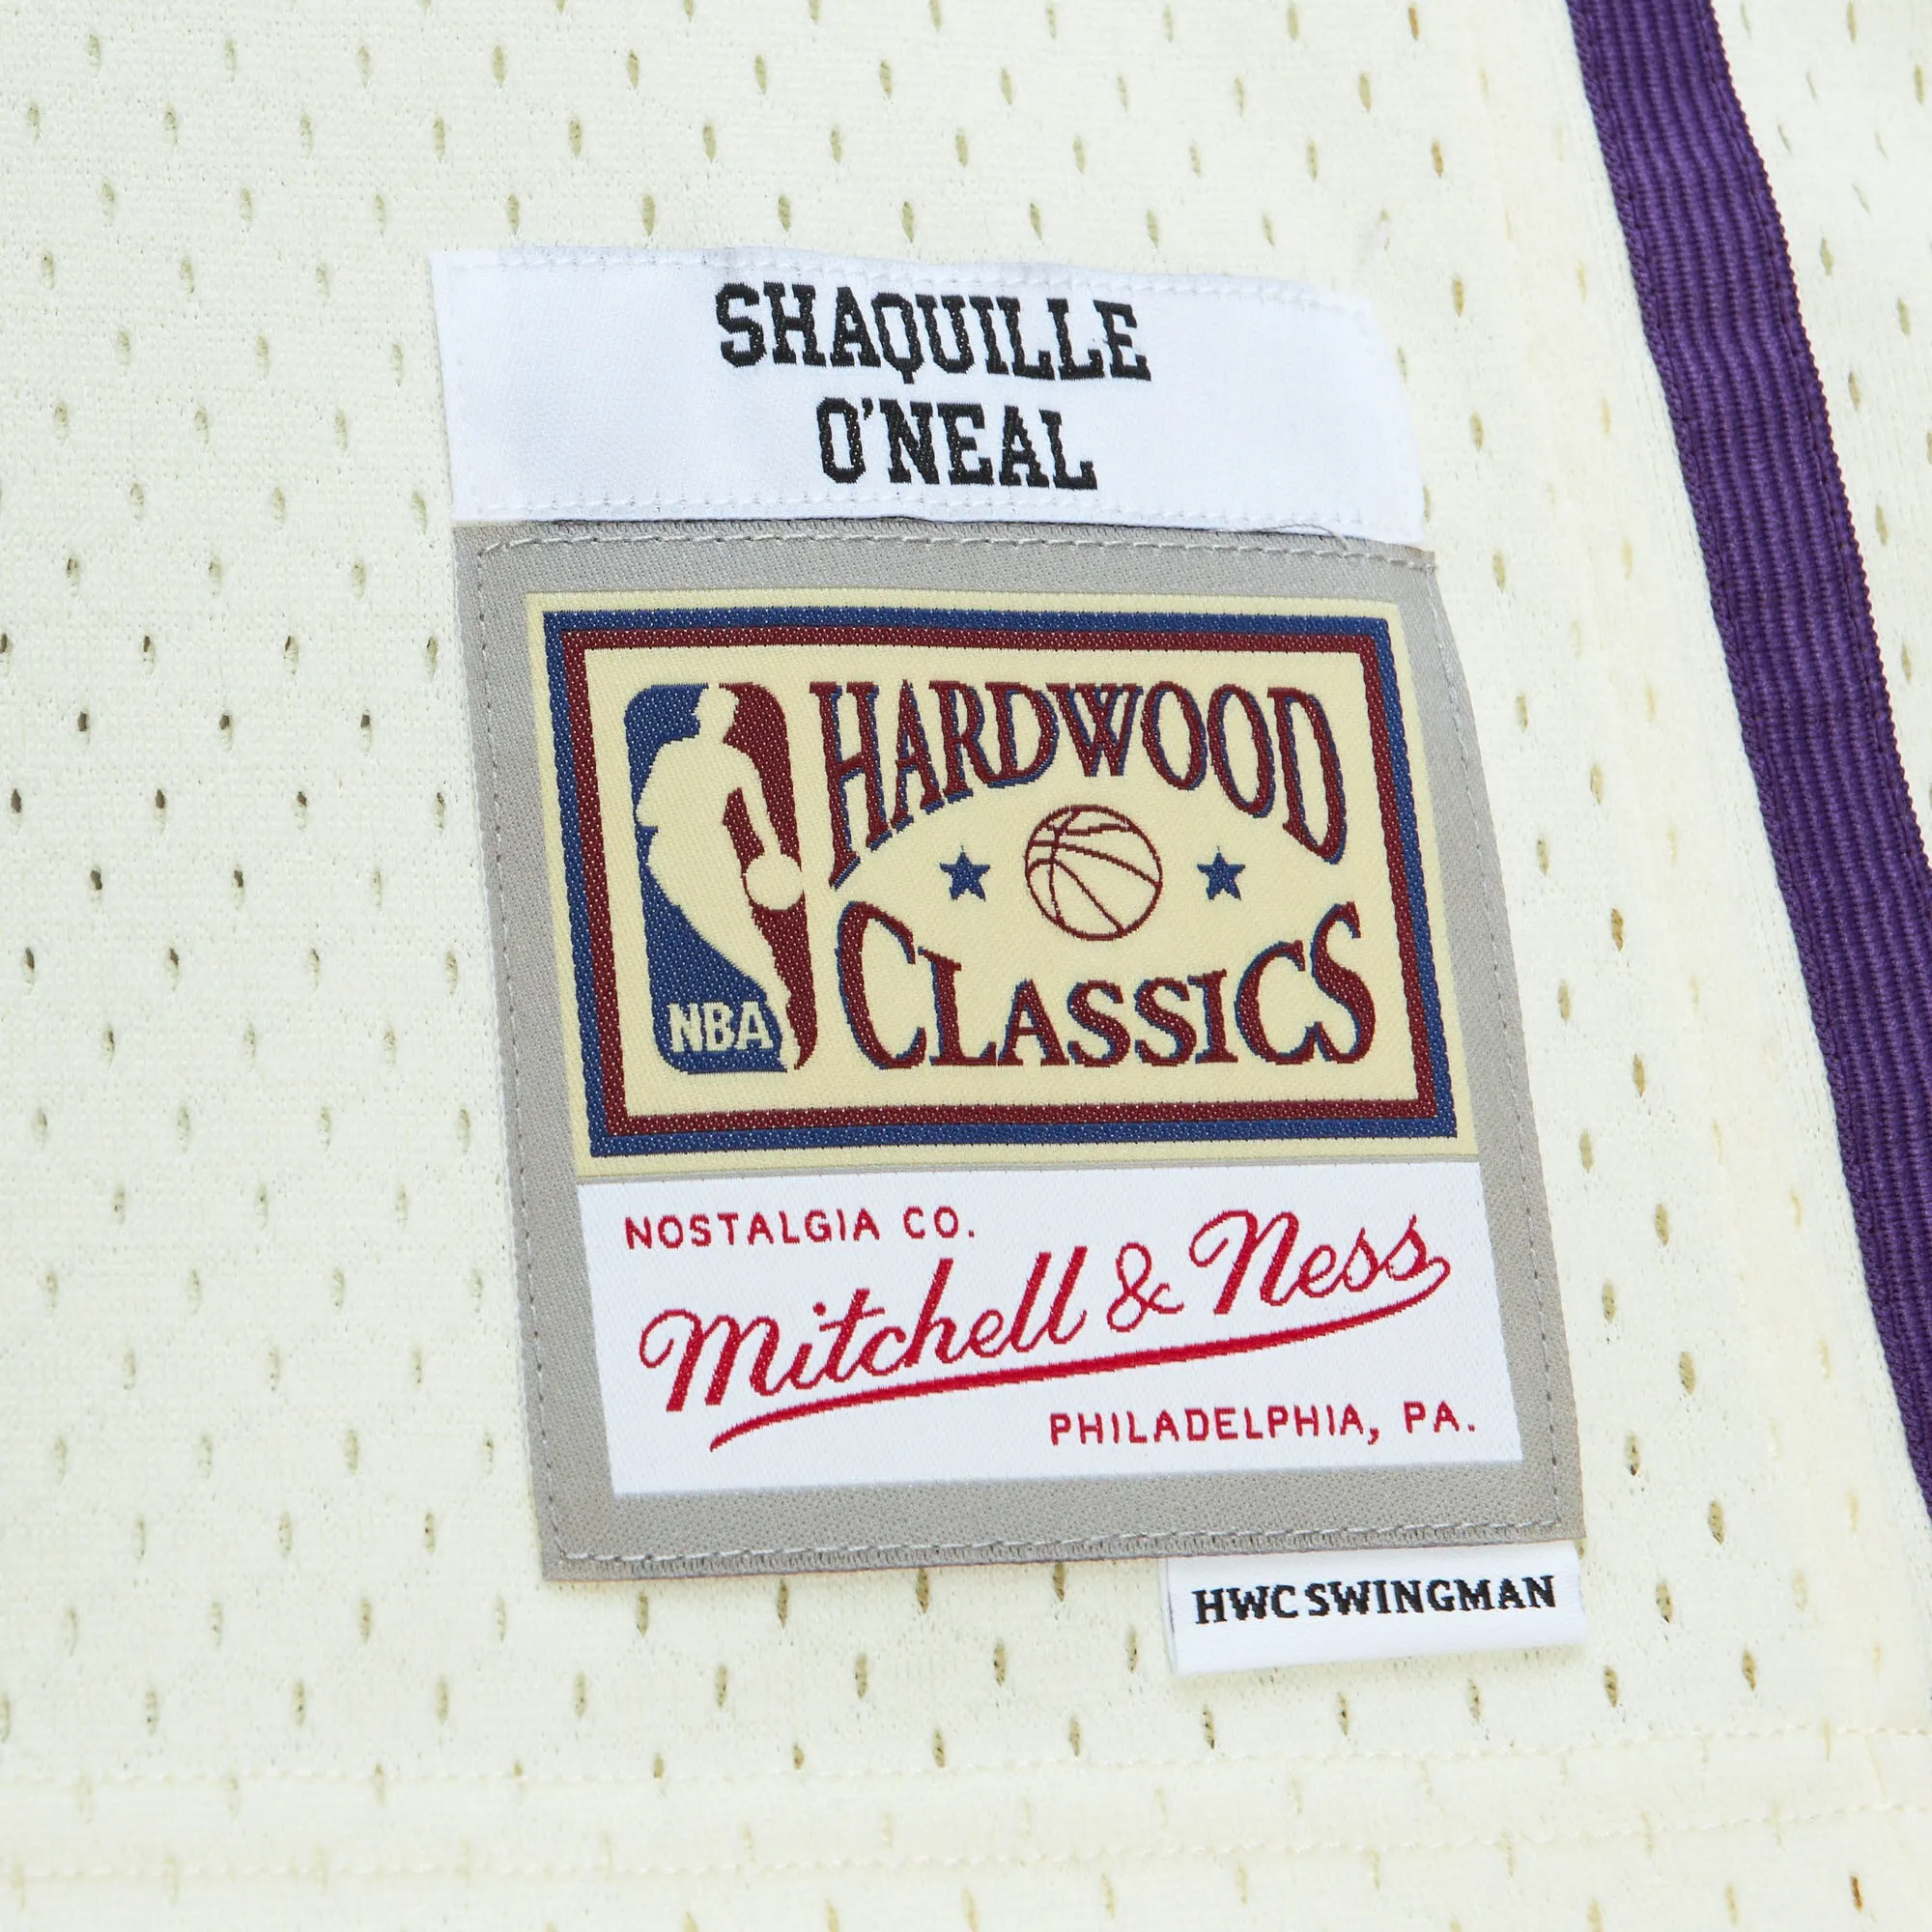 SHAQUILLE
O'NEAL
HARDWOOD
CLASSICS
NBA
NOSTALGIA CO.
Mitchell & Ness
PHILADELPHIA, PA.
HWC SWINGMAN